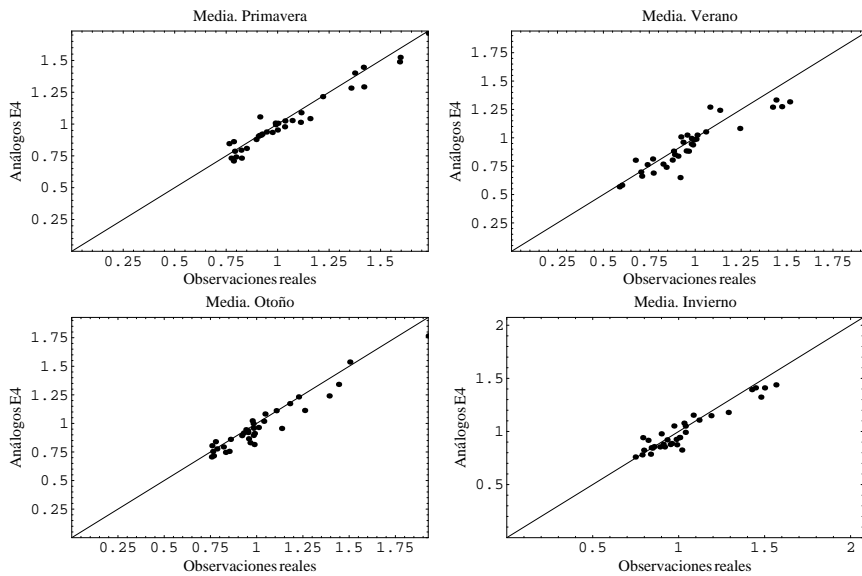 Media. Primavera
Análogos E4
1.5
1.25
1
0.75
0.5
0.25
0.25 0.5 0.75 1 1.25 1.5
Observaciones reales
Media. Verano
Análogos E4
1.75
1.5
1.25
1
0.75
0.5
0.25
0.25 0.5 0.75 1 1.25 1.5 1.75
Observaciones reales
Media. Otoño
Análogos E4
1.75
1.5
1.25
1
0.75
0.5
0.25
0.25 0.5 0.75 1 1.25 1.5 1.75
Observaciones reales
Media. Invierno
Análogos E4
2
1.5
1
0.5
0.5 1 1.5 2
Observaciones reales